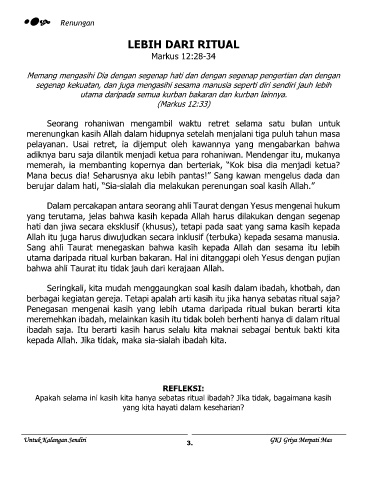 Renungan
LEBIH DARI RITUAL
Markus 12:28-34
Memang mengasihi Dia dengan segenap hati dan dengan segenap pengertian dan dengan
segenap kekuatan, dan juga mengasihi sesama manusia seperti diri sendiri jauh lebih
utama daripada semua kurban bakaran dan kurban lainnya.
(Markus 12:33)
Seorang rohaniwan mengambil waktu retret selama satu bulan untuk
merenungkan kasih Allah dalam hidupnya setelah menjalani tiga puluh tahun masa
pelayanan. Usai retret, ia dijemput oleh kawannya yang mengabarkan bahwa
adiknya baru saja dilantik menjadi ketua para rohaniwan. Mendengar itu, mukanya
memerah, ia membanting kopernya dan berteriak, “Kok bisa dia menjadi ketua?
Mana becus dia! Seharusnya aku lebih pantas!” Sang kawan mengelus dada dan
berujar dalam hati, “Sia-sialah dia melakukan perenungan soal kasih Allah.”
Dalam percakapan antara seorang ahli Taurat dengan Yesus mengenai hukum
yang terutama, jelas bahwa kasih kepada Allah harus dilakukan dengan segenap
hati dan jiwa secara eksklusif (khusus), tetapi pada saat yang sama kasih kepada
Allah itu juga harus diwujudkan secara inklusif (terbuka) kepada sesama manusia.
Sang ahli Taurat menegaskan bahwa kasih kepada Allah dan sesama itu lebih
utama daripada ritual kurban bakaran. Hal ini ditanggapi oleh Yesus dengan pujian
bahwa ahli Taurat itu tidak jauh dari kerajaan Allah.
Seringkali, kita mudah menggaungkan soal kasih dalam ibadah, khotbah, dan
berbagai kegiatan gereja. Tetapi apalah arti kasih itu jika hanya sebatas ritual saja?
Penegasan mengenai kasih yang lebih utama daripada ritual bukan berarti kita
meremehkan ibadah, melainkan kasih itu tidak boleh berhenti hanya di dalam ritual
ibadah saja. Itu berarti kasih harus selalu kita maknai sebagai bentuk bakti kita
kepada Allah. Jika tidak, maka sia-sialah ibadah kita.
REFLEKSI:
Apakah selama ini kasih kita hanya sebatas ritual ibadah? Jika tidak, bagaimana kasih
yang kita hayati dalam keseharian?
Untuk Kalangan Sendiri
3.
GKI Griya Merpati Mas